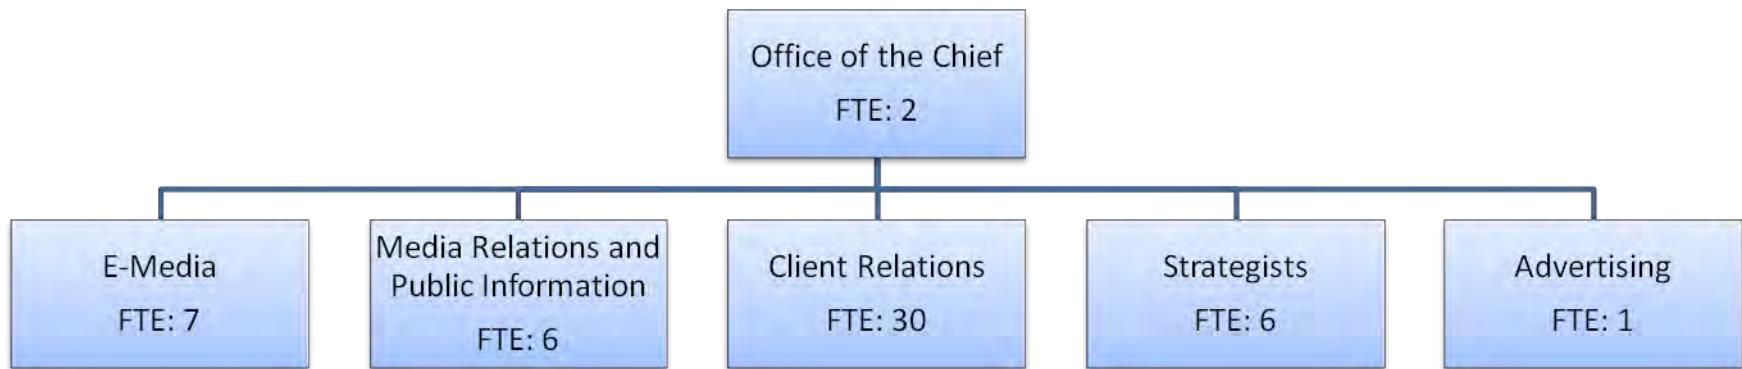 Office of the Chief
FTE: 2
E-Media
FTE: 7
Media Relations and
Public Information
FTE: 6
Client Relations
FTE: 30
Strategists
FTE: 6
Advertising
FTE: 1